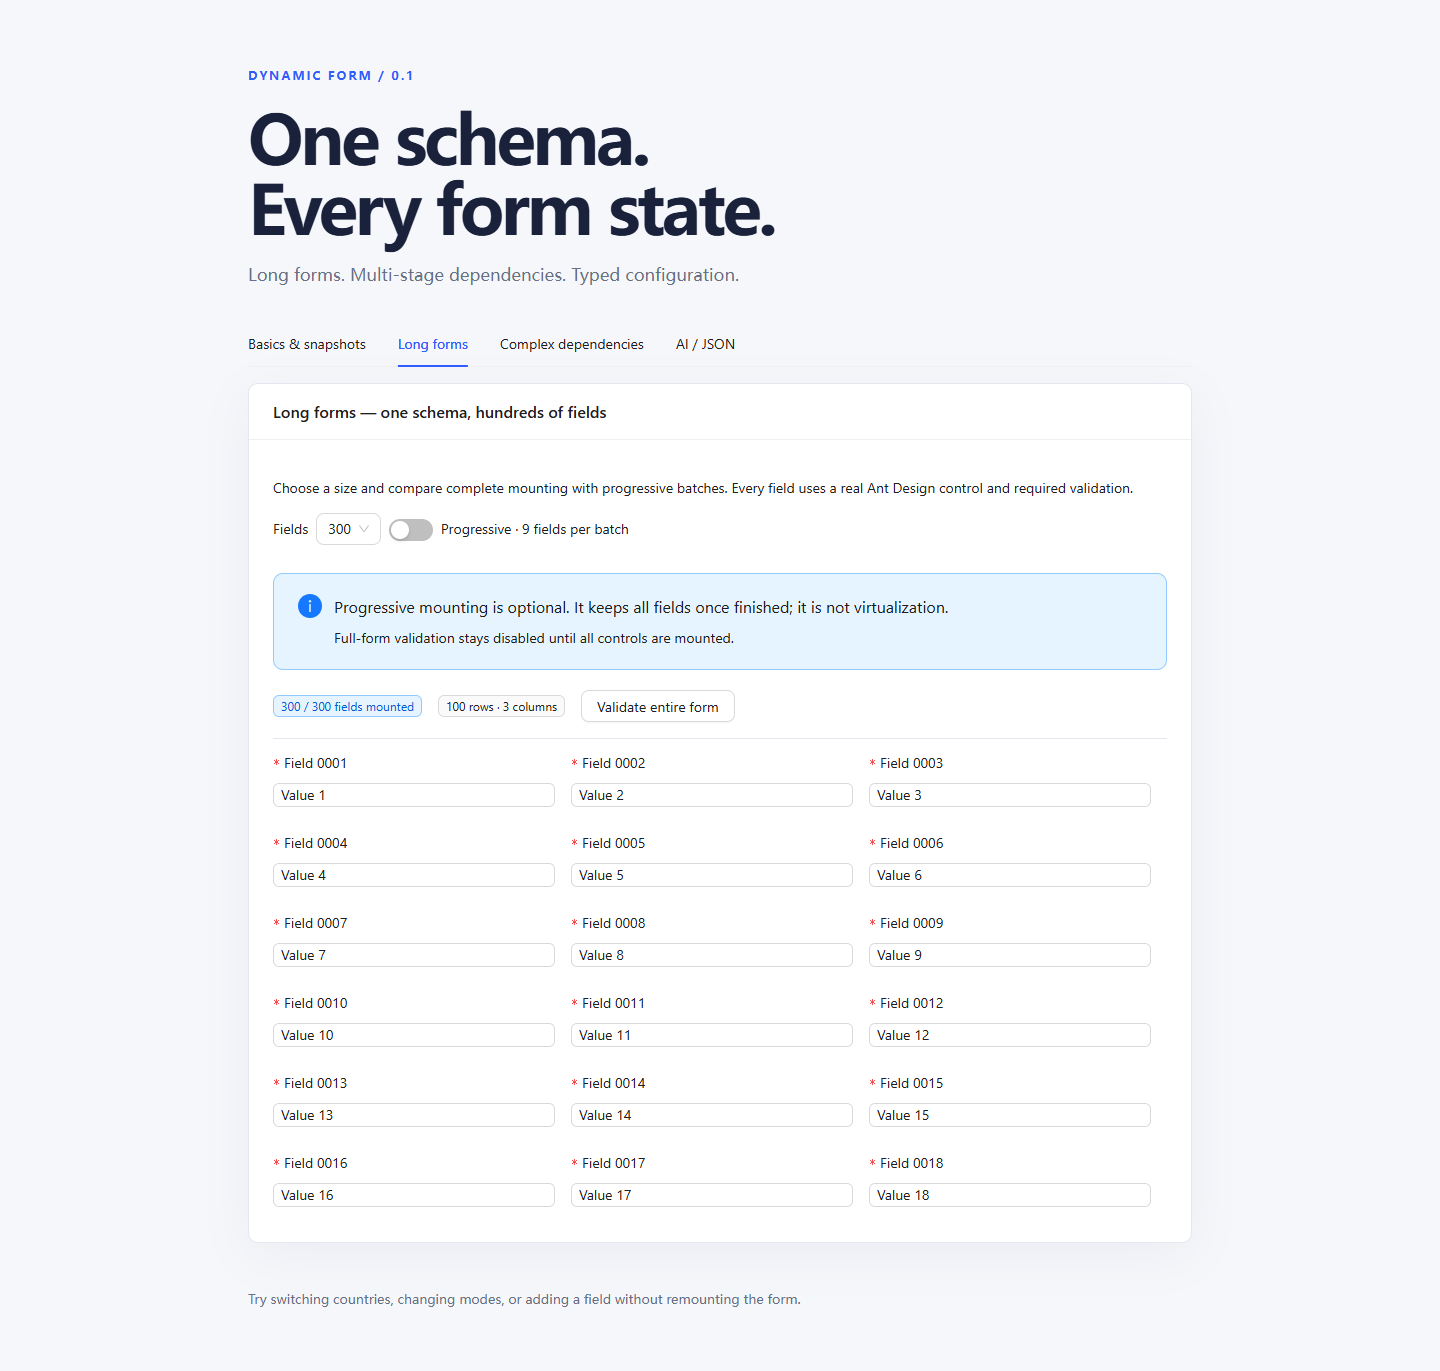 DYNAMIC FORM / 0.1
One schema.
Every form state.
Long forms. Multi-stage dependencies. Typed configuration.
Basics & snapshots Long forms Complex dependencies AI / JSON
Long forms — one schema, hundreds of fields
Choose a size and compare complete mounting with progressive batches. Every field uses a real Ant Design control and required validation.
Fields 300 Progressive · 9 fields per batch
Progressive mounting is optional. It keeps all fields once finished; it is not virtualization.
Full-form validation stays disabled until all controls are mounted.
300 / 300 fields mounted 100 rows · 3 columns Validate entire form
* Field 0001 * Field 0002 * Field 0003
Value 1 Value 2 Value 3
* Field 0004 * Field 0005 * Field 0006
Value 4 Value 5 Value 6
* Field 0007 * Field 0008 * Field 0009
Value 7 Value 8 Value 9
* Field 0010 * Field 0011 * Field 0012
Value 10 Value 11 Value 12
* Field 0013 * Field 0014 * Field 0015
Value 13 Value 14 Value 15
* Field 0016 * Field 0017 * Field 0018
Value 16 Value 17 Value 18
Try switching countries, changing modes, or adding a field without remounting the form.